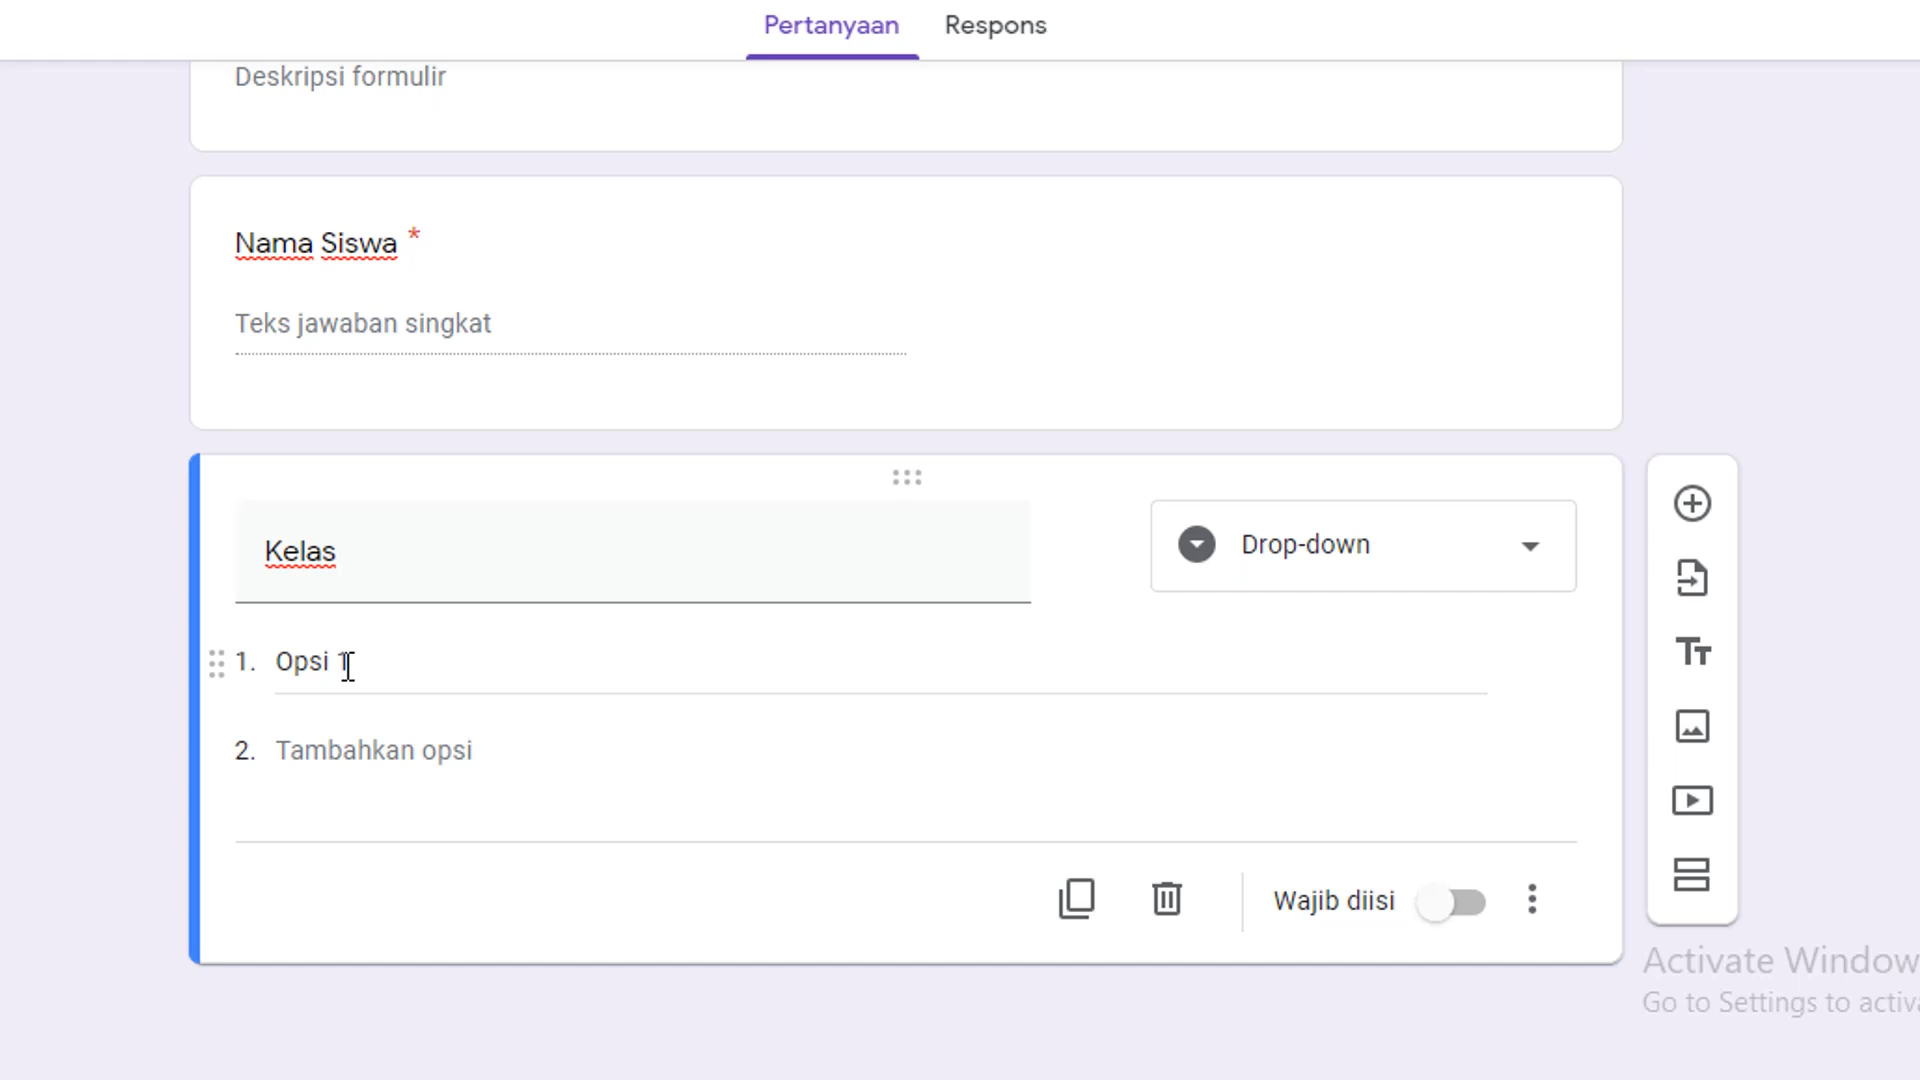 Pertanyaan Respons
Deskripsi formulir
Nama Siswa *
Teks jawaban singkat
Kelas
Drop-down
1. Opsi 1
2. Tambahkan opsi
Wajib diisi
Activate Window
Go to Settings to activa